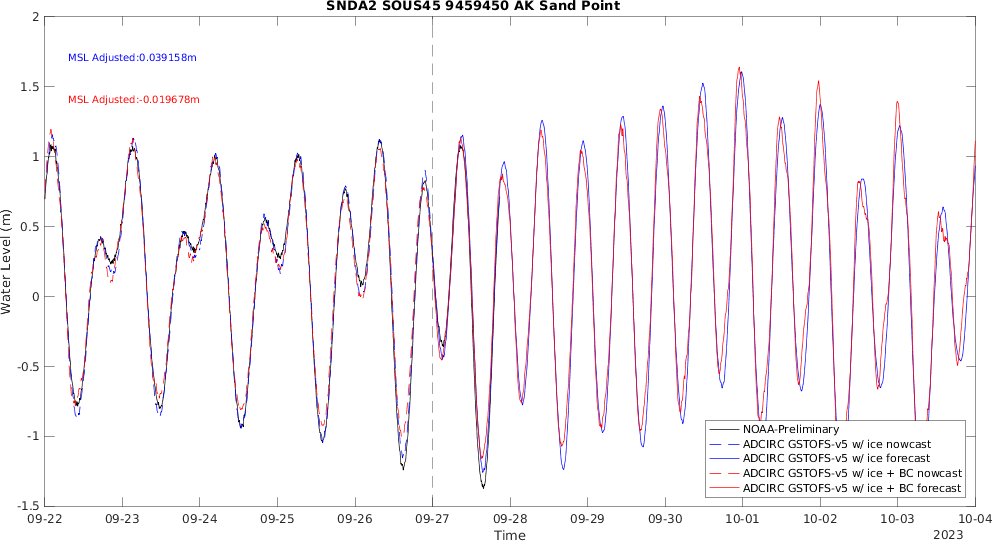 SNDA2 SOUS45 9459450 AK Sand Point
2
1.5
1
0.5
0
-0.5
-1
-1.5
Water Level (m)
MSL Adjusted:0.039158m
MSL Adjusted:-0.019678m
NOAA-Preliminary
ADCIRC GSTOFS-v5 w/ ice nowcast
ADCIRC GSTOFS-v5 w/ ice forecast
ADCIRC GSTOFS-v5 w/ ice + BC nowcast
ADCIRC GSTOFS-v5 w/ ice + BC forecast
09-22 09-23 09-24 09-25 09-26 09-27 09-28 09-29 09-30 10-01 10-02 10-03 10-04
Time
2023